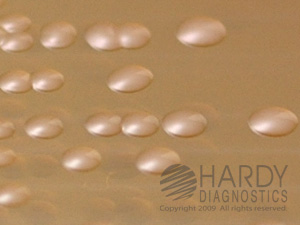 HARDY
DIAGNOSTICS
Copyright 2009 All rights reserved